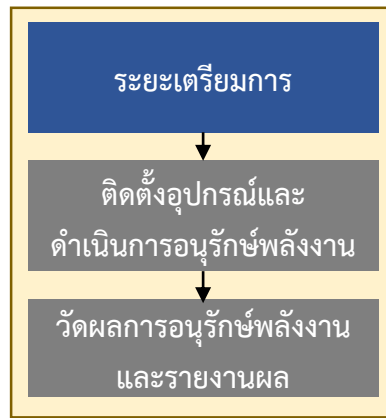 ระยะเตรียมการ
ติดตั้งอุปกรณ์และ
ดำเนินการอนุรักษ์พลังงาน
วัดผลการอนุรักษ์พลังงาน
และรายงานผล